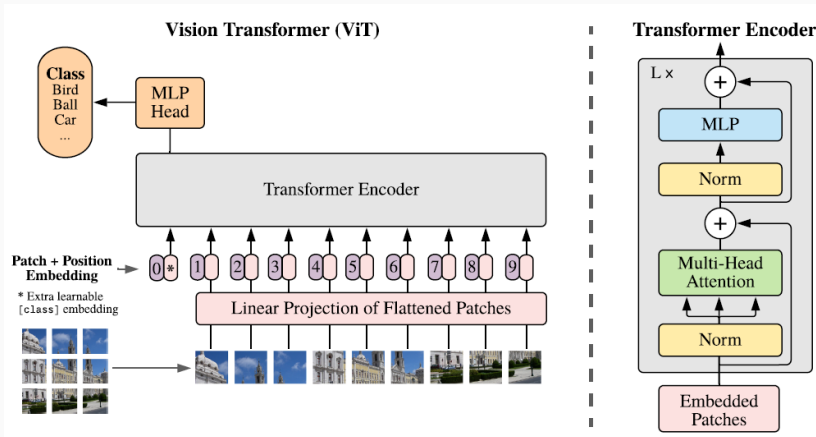 Vision Transformer (ViT)
Class
Bird
Ball
Car
...
MLP
Head
Transformer Encoder
Patch + Position
Embedding
0 * 1 2 3 4 5 6 7 8 9
* Extra learnable
[class] embedding
Linear Projection of Flattened Patches
Transformer Encoder
L ×
+
MLP
Norm
+
Multi-Head
Attention
Norm
Embedded
Patches